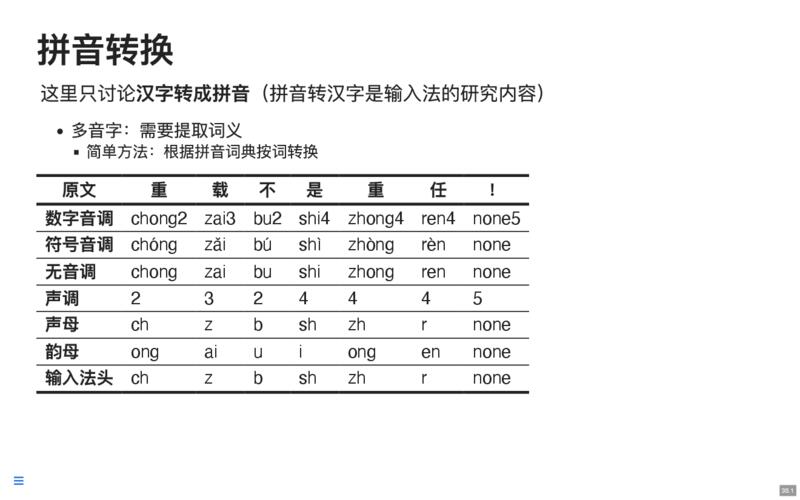 拼音转换
这里只讨论汉字转成拼音（拼音转汉字是输入法的研究内容）
• 多音字：需要提取词义
▪ 简单方法：根据拼音词典按词转换
原文 重 载 不 是 重 任 ！
数字音调 chong2 zai3 bu2 shi4 zhong4 ren4 none5
符号音调 chóng zǎi bú shì zhòng rèn none
无音调 chong zai bu shi zhong ren none
声调 2 3 2 4 4 4 5
声母 ch z b sh zh r none
韵母 ong ai u i ong en none
输入法头 ch z b sh zh r none